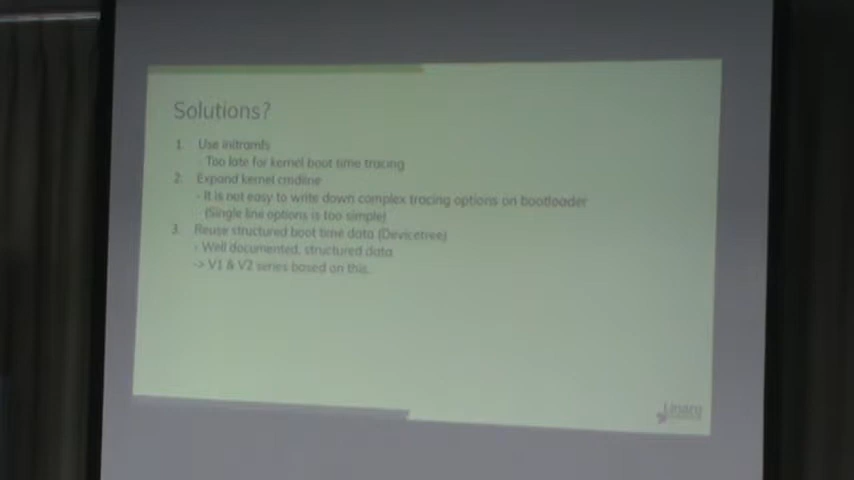 Solutions?
1. Use initramfs
- Too late for kernel boot time tracing
2. Expand kernel cmdline
- It is not easy to write down complex tracing options on bootloader
(Single line options is too simple)
3. Reuse structured boot time data (Devicetree)
- Well documented, structured data
-> V1 & V2 series based on this.
Linaro